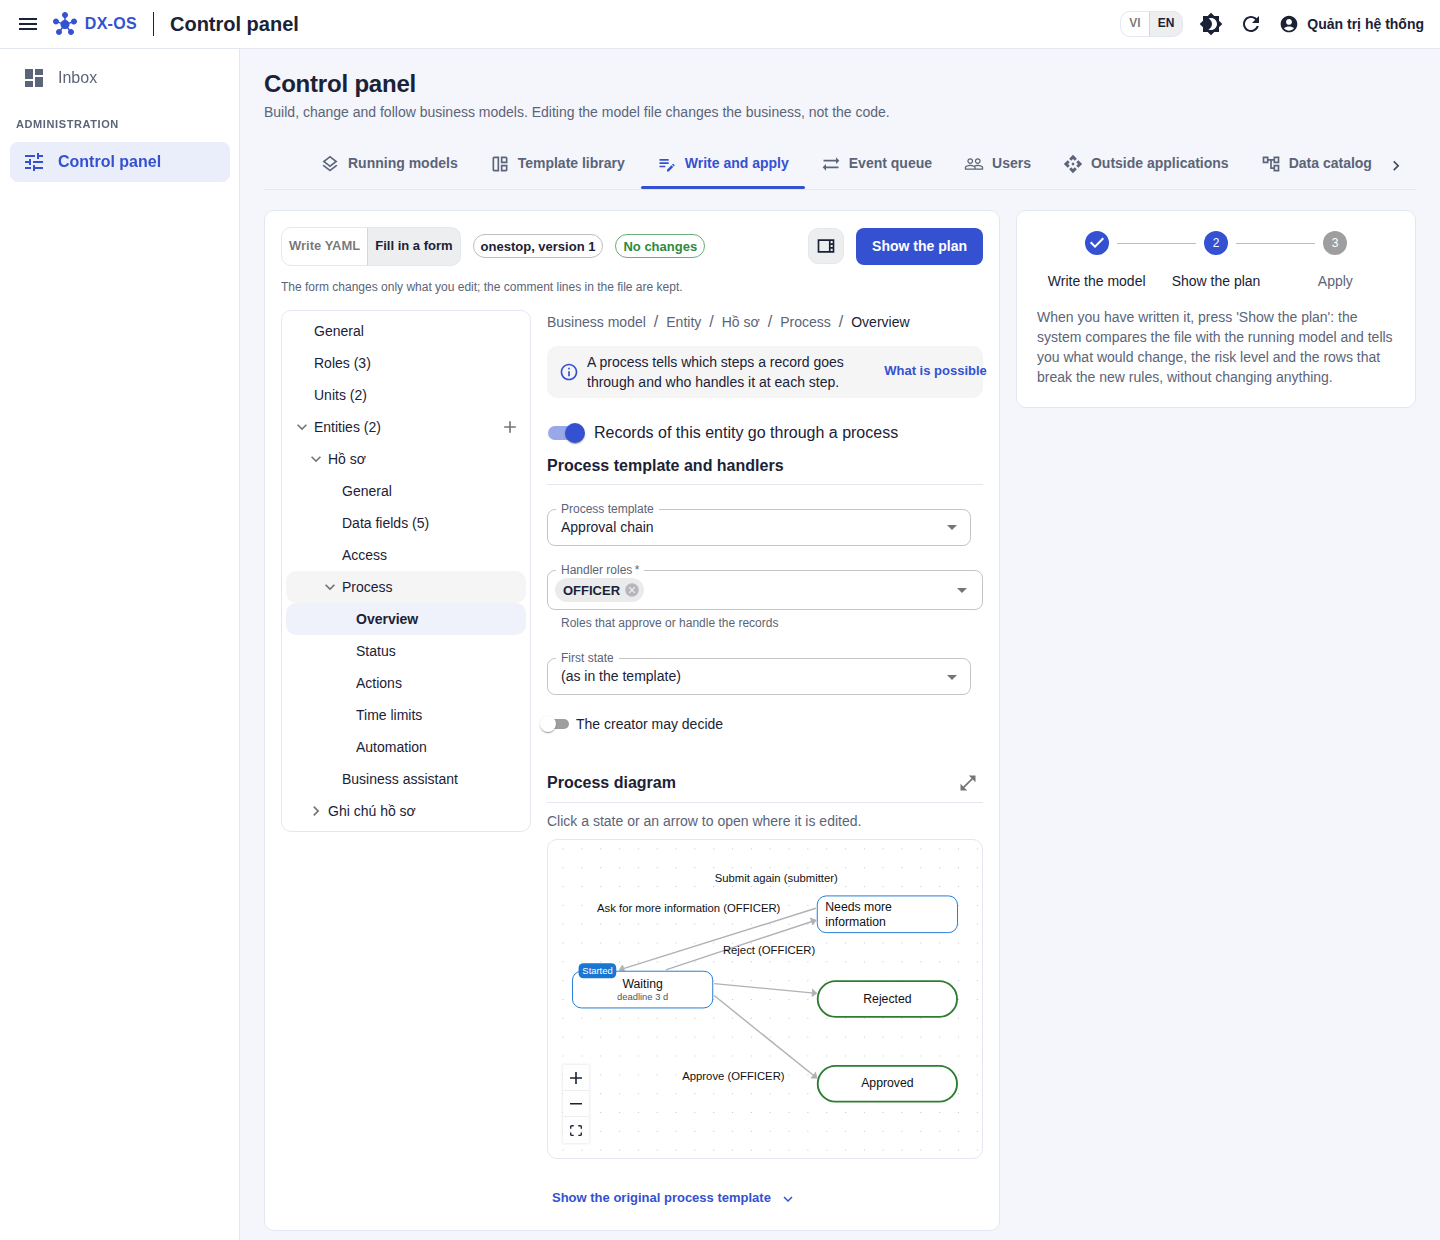 DX-OS
Control panel
VI
EN
Quản trị hệ thống
Inbox
ADMINISTRATION
Control panel
Control panel
Build, change and follow business models. Editing the model file changes the business, not the code.
Running models
Template library
Write and apply
Event queue
Users
Outside applications
Data catalog
Write YAML
Fill in a form
onestop, version 1
No changes
Show the plan
The form changes only what you edit; the comment lines in the file are kept.
General
Roles (3)
Units (2)
Entities (2)
Hồ sơ
General
Data fields (5)
Access
Process
Overview
Status
Actions
Time limits
Automation
Business assistant
Ghi chú hồ sơ
Business model / Entity / Hồ sơ / Process / Overview
A process tells which steps a record goes
through and who handles it at each step.
What is possible
Records of this entity go through a process
Process template and handlers
Process template
Approval chain
Handler roles *
OFFICER
Roles that approve or handle the records
First state
(as in the template)
The creator may decide
Process diagram
Click a state or an arrow to open where it is edited.
Submit again (submitter)
Ask for more information (OFFICER)
Needs more
information
Reject (OFFICER)
Started
Waiting
deadline 3 d
Rejected
Approve (OFFICER)
Approved
Show the original process template
2
3
Write the model
Show the plan
Apply
When you have written it, press 'Show the plan': the
system compares the file with the running model and tells
you what would change, the risk level and the rows that
break the new rules, without changing anything.